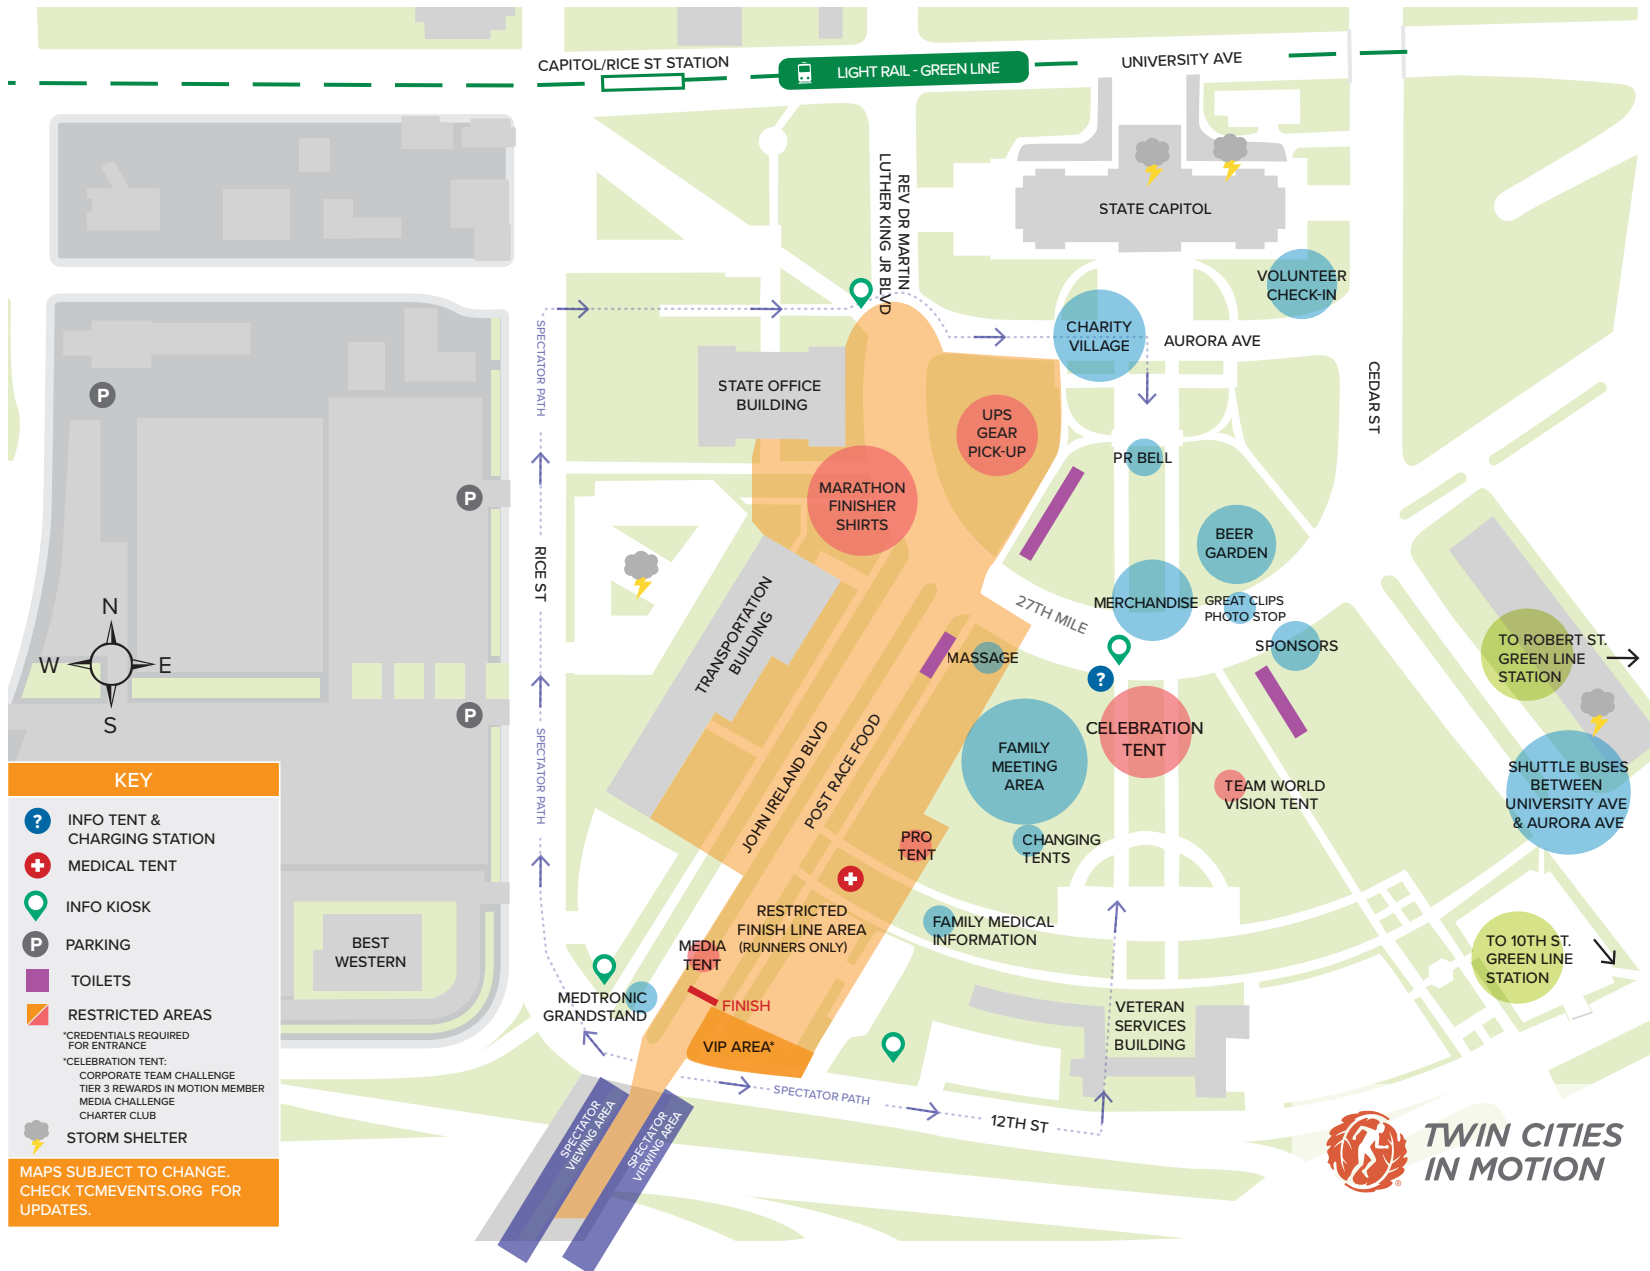 CAPITOL/RICE ST STATION
LIGHT RAIL - GREEN LINE
UNIVERSITY AVE
REV DR MARTIN
LUTHER KING JR BLVD
STATE CAPITOL
VOLUNTEER
CHECK-IN
CHARITY
VILLAGE
AURORA AVE
SPECTATOR PATH
STATE OFFICE
BUILDING
CEDAR ST
P
UPS
GEAR
PICK-UP
PR BELL
MARATHON
FINISHER
SHIRTS
P
BEER
GARDEN
RICE ST
TRANSPORTATION
BUILDING
27TH MILE
MERCHANDISE
GREAT CLIPS
PHOTO STOP
N
W
E
S
MASSAGE
SPONSORS
TO ROBERT ST.
GREEN LINE
STATION
?
P
CELEBRATION
TENT
JOHN IRELAND BLVD
POST RACE FOOD
FAMILY
MEETING
AREA
SPECTATOR PATH
TEAM WORLD
VISION TENT
SHUTTLE BUSES
BETWEEN
UNIVERSITY AVE
& AURORA AVE
PRO
TENT
CHANGING
TENTS
RESTRICTED
FINISH LINE AREA
(RUNNERS ONLY)
FAMILY MEDICAL
INFORMATION
BEST
WESTERN
MEDIA
TENT
TO 10TH ST.
GREEN LINE
STATION
MEDTRONIC
GRANDSTAND
FINISH
VIP AREA*
VETERAN
SERVICES
BUILDING
SPECTATOR PATH
12TH ST
SPECTATOR
VIEWING AREA
SPECTATOR
VIEWING AREA
KEY
?
INFO TENT &
CHARGING STATION
MEDICAL TENT
INFO KIOSK
P
PARKING
TOILETS
RESTRICTED AREAS
*CREDENTIALS REQUIRED
FOR ENTRANCE
*CELEBRATION TENT:
CORPORATE TEAM CHALLENGE
TIER 3 REWARDS IN MOTION MEMBER
MEDIA CHALLENGE
CHARTER CLUB
STORM SHELTER
MAPS SUBJECT TO CHANGE.
CHECK TCMEVENTS.ORG FOR
UPDATES.
TWIN CITIES
IN MOTION
®